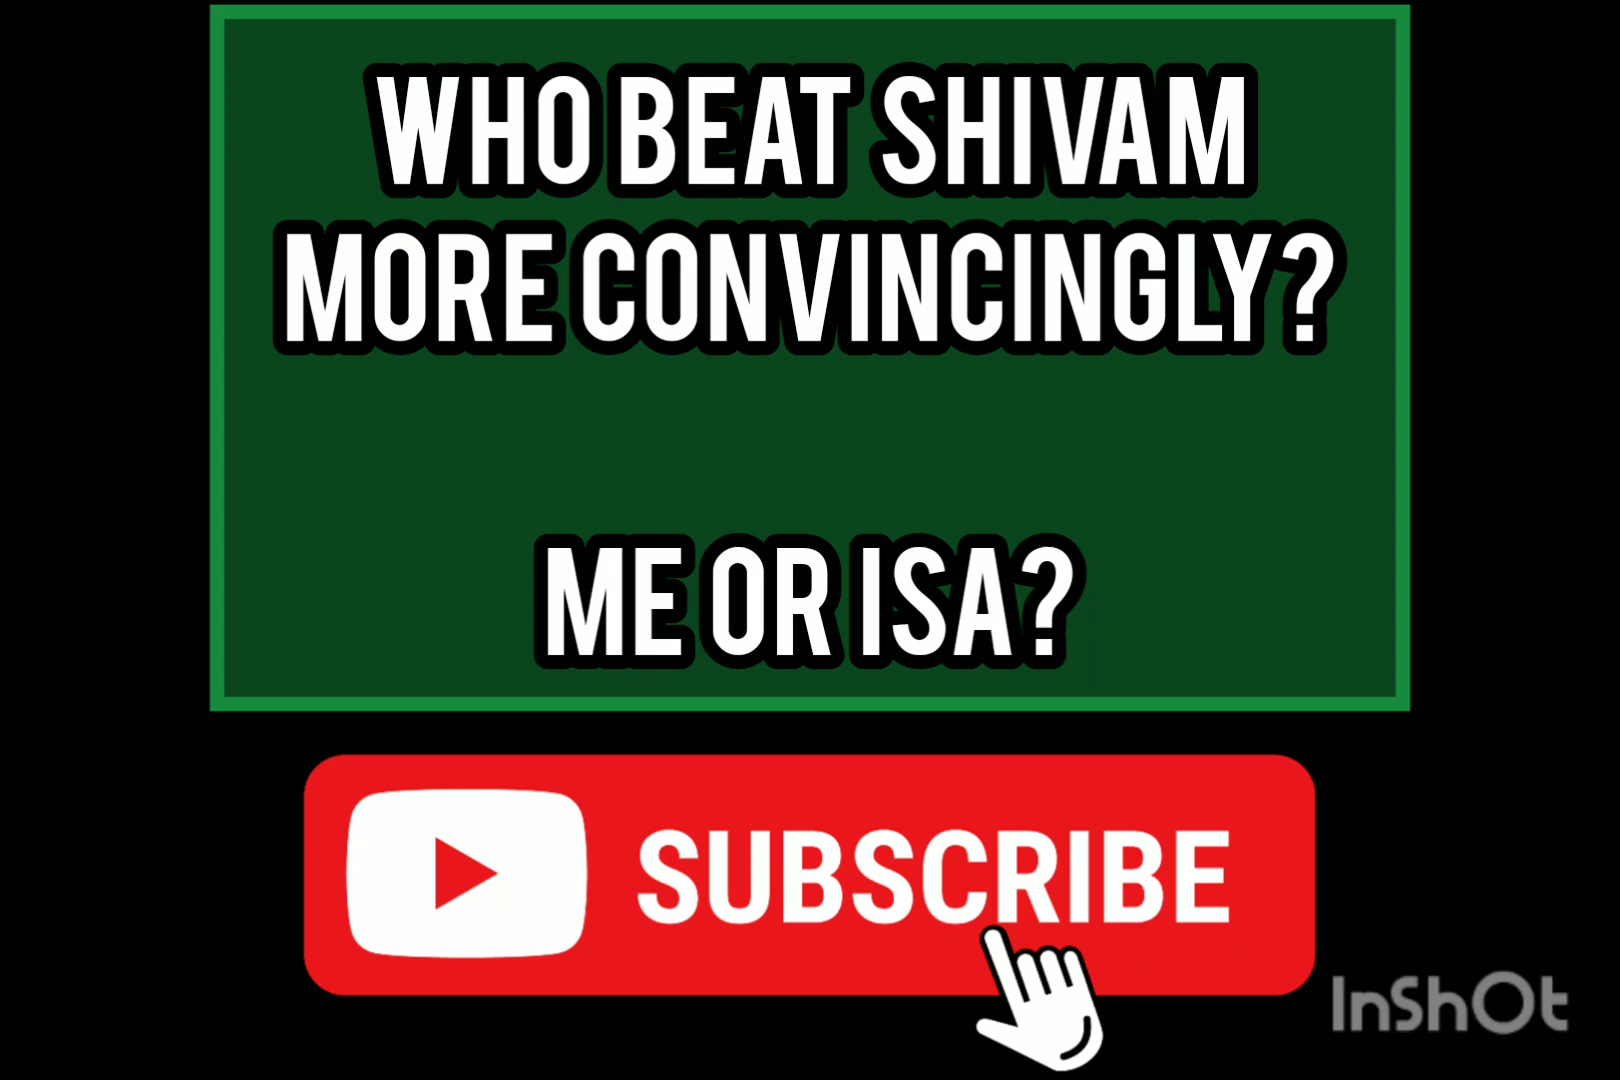 WHO BEAT SHIVAM
MORE CONVINCINGLY?
ME OR ISA?
SUBSCRIBE
InShOt